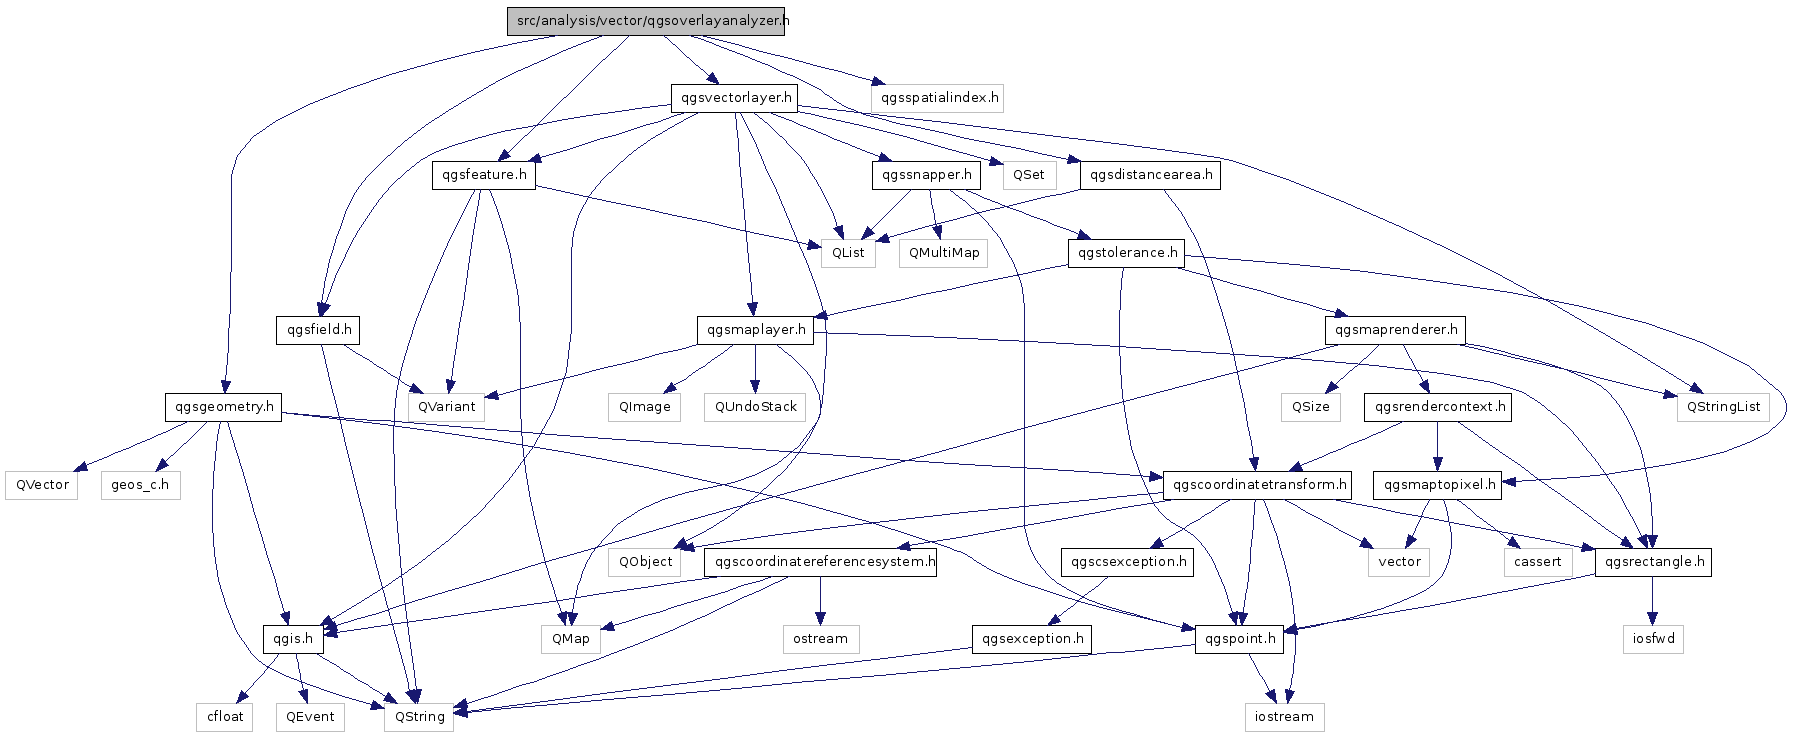 src/analysis/vector/qgsoverlayanalyzer.h
qgsvectorlayer.h
qgsspatialindex.h
qgsfeature.h
qgssnapper.h
QSet
qgsdistancearea.h
QList
QMultiMap
qgstolerance.h
qgsfield.h
qgsmaplayer.h
qgsmaprenderer.h
qgsgeometry.h
QVariant
QImage
QUndoStack
QSize
qgsrendercontext.h
QStringList
QVector
geos_c.h
qgscoordinatetransform.h
qgsmaptopixel.h
QObject
qgscoordinatereferencesystem.h
qgscsexception.h
vector
cassert
qgsrectangle.h
qgis.h
QMap
ostream
qgsexception.h
qgspoint.h
iosfwd
cfloat
QEvent
QString
iostream